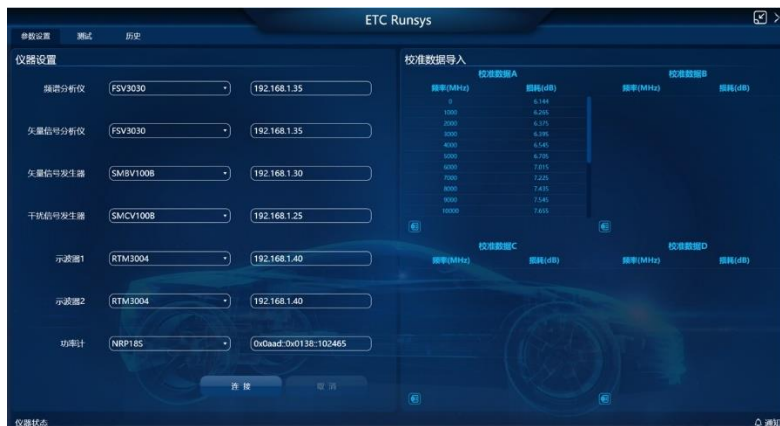 ETC Runsys
参数设置 测试 历史
仪器设置
频谱分析仪 FSV3030 192.168.1.35
矢量信号分析仪 FSV3030 192.168.1.35
矢量信号发生器 SMBV100B 192.168.1.30
干扰信号发生器 SMCV100B 192.168.1.25
示波器1 RTM3004 192.168.1.40
示波器2 RTM3004 192.168.1.40
功率计 NRP18S 0x0aad::0x0138::102465
连 接 取 消
校准数据导入
校准数据A
频率(MHz) 损耗(dB)
0 6.144
1000 6.265
2000 6.375
3000 6.395
4000 6.545
5000 6.705
6000 7.015
7000 7.225
8000 7.435
9000 7.545
10000 7.655
校准数据B
频率(MHz) 损耗(dB)
校准数据C
频率(MHz) 损耗(dB)
校准数据D
频率(MHz) 损耗(dB)
仪器状态 通知